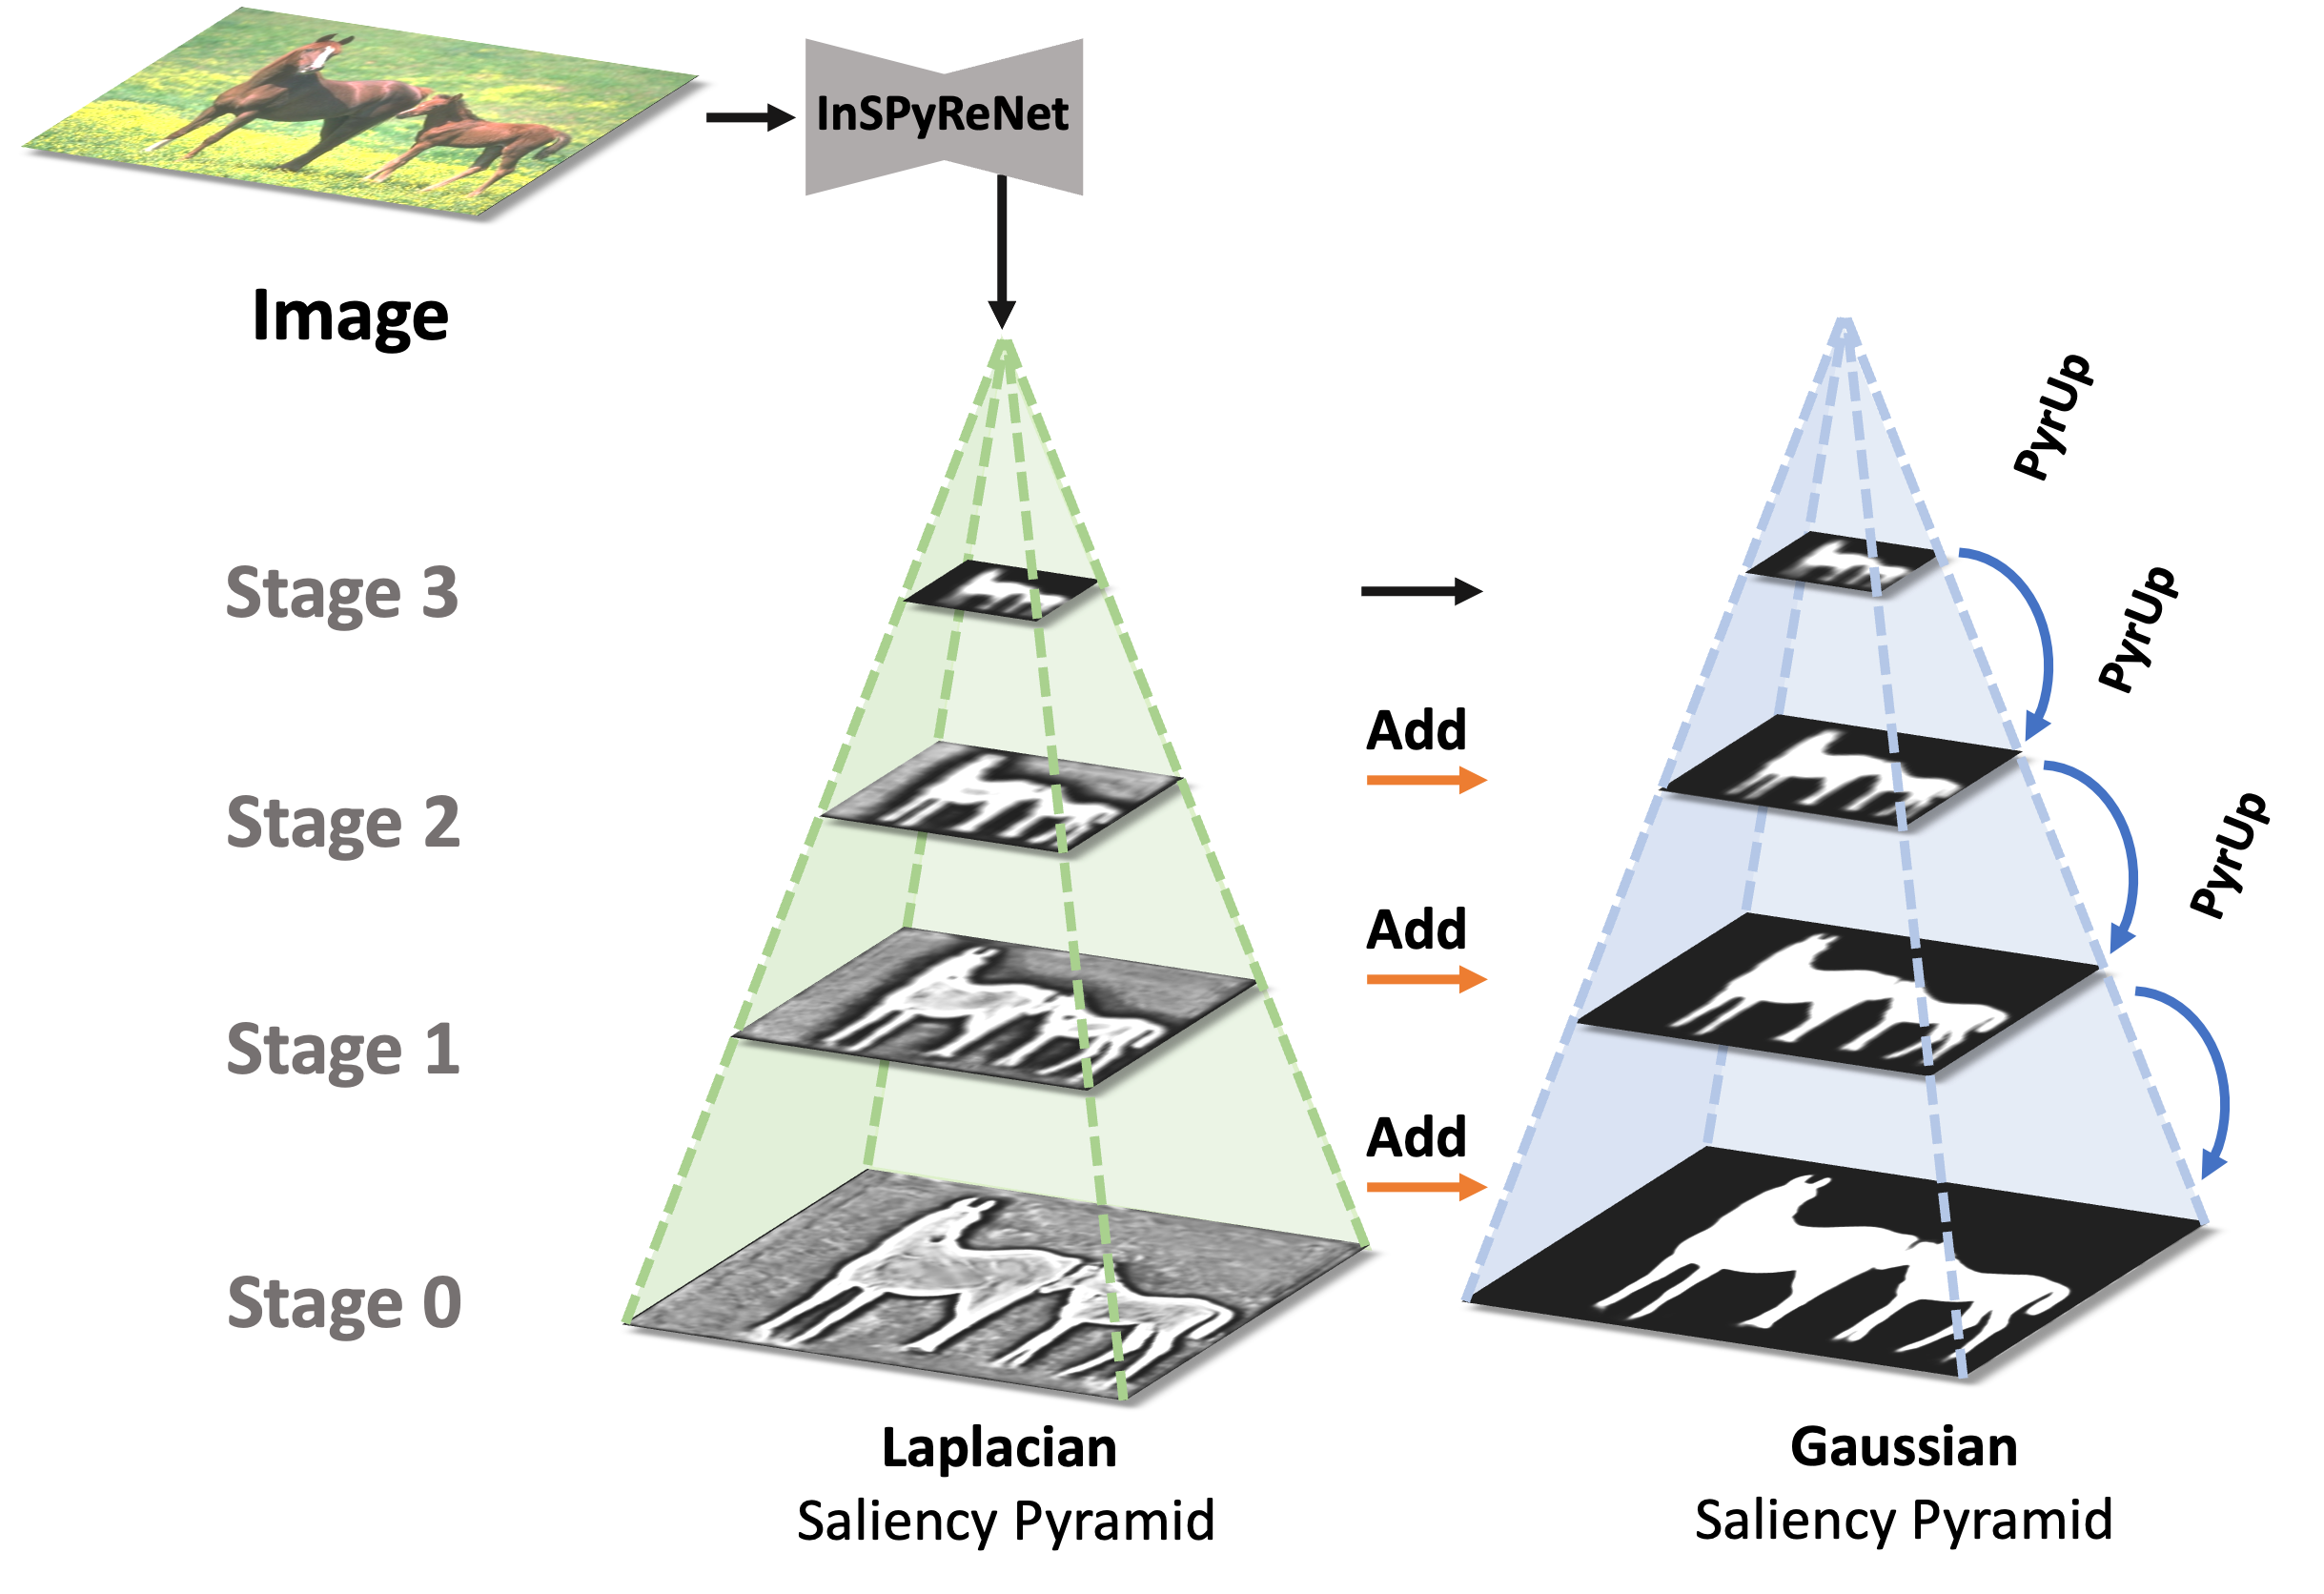 InSPyReNet
Image
PyrUp
Stage 3
PyrUp
Add
Stage 2
PyrUp
Add
Stage 1
Add
Stage 0
Laplacian
Saliency Pyramid
Gaussian
Saliency Pyramid